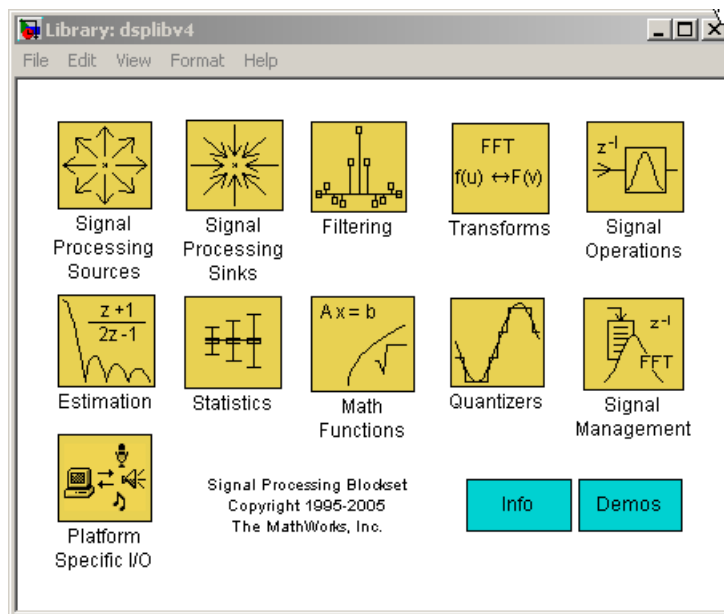 Library: dsplibv4
File Edit View Format Help
FFT
f(u) ↔F(v)
z-1
Signal Processing Sources
Signal Processing Sinks
Filtering
Transforms
Signal Operations
z+1
2z-1
Ax = b
√
z-1
FFT
Estimation
Statistics
Math Functions
Quantizers
Signal Management
Platform Specific I/O
Signal Processing Blockset
Copyright 1995-2005
The MathWorks, Inc.
Info
Demos